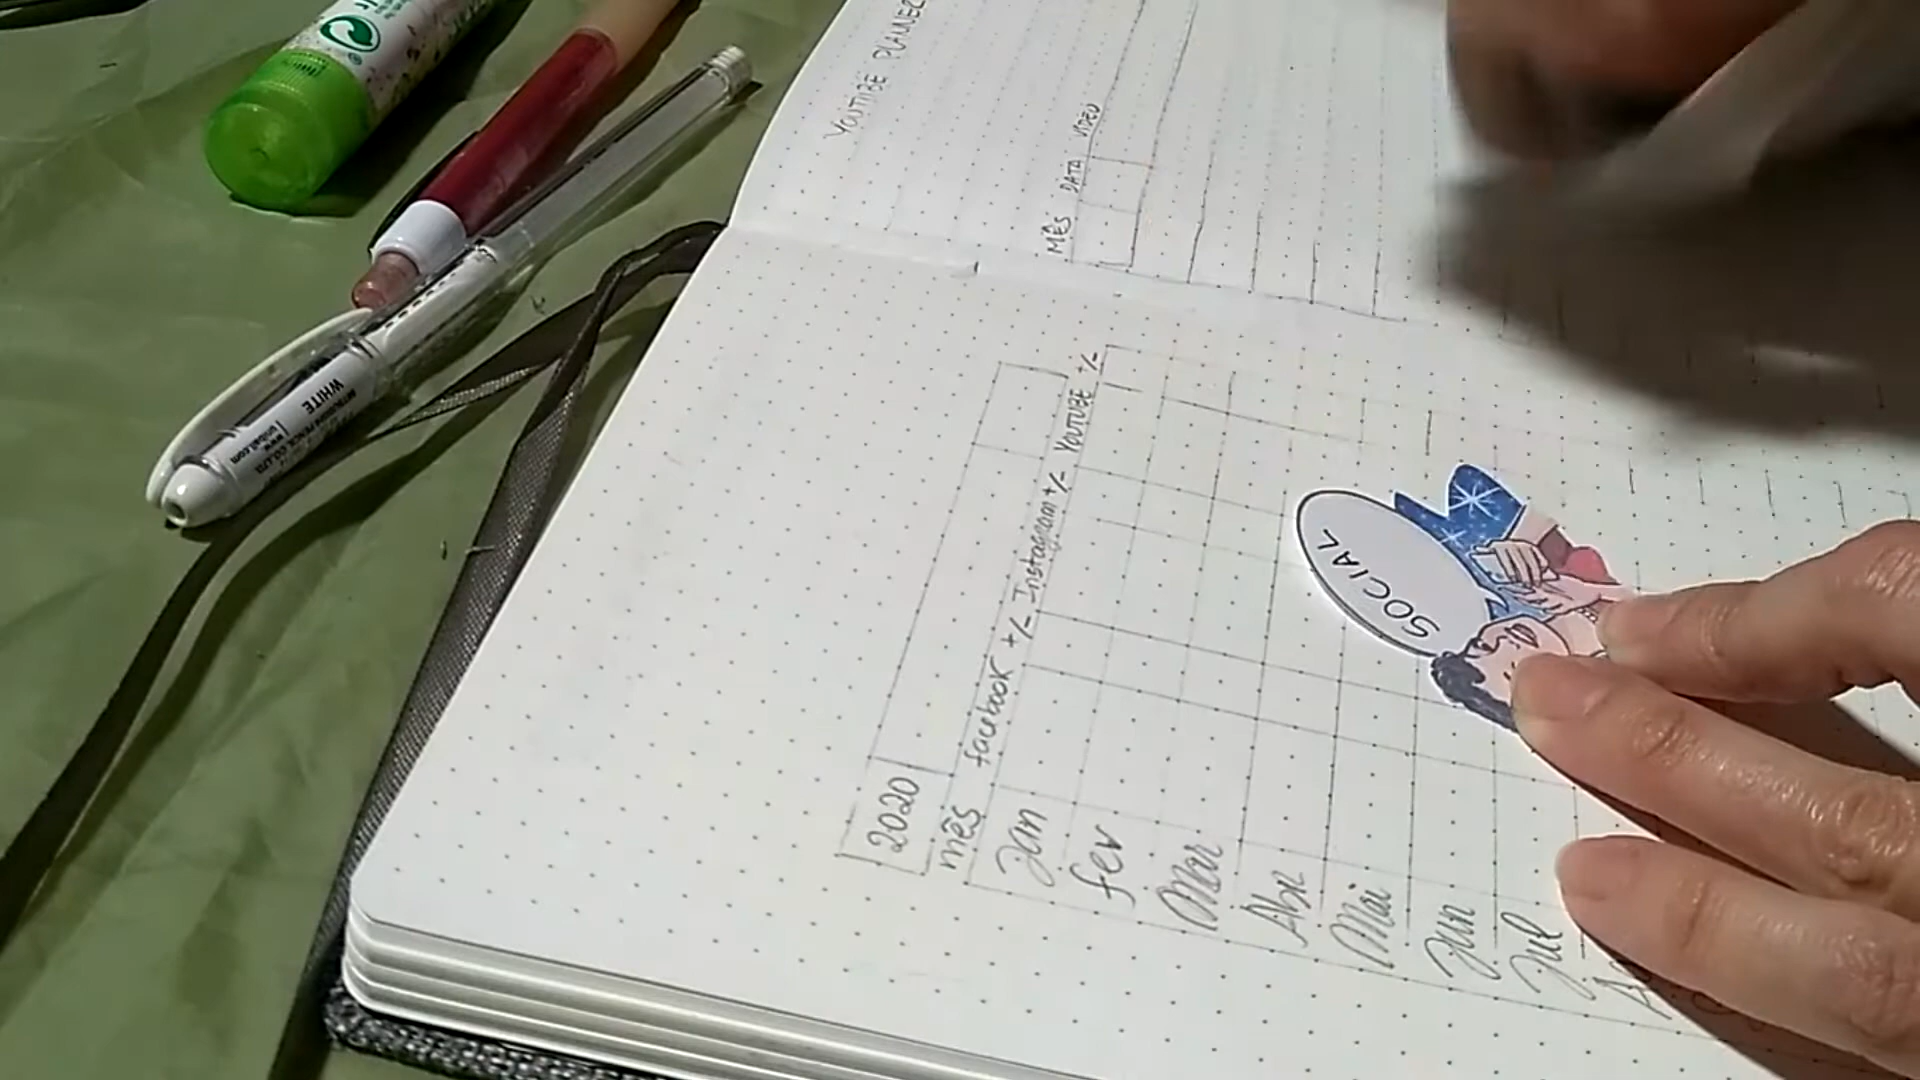 YOUTUBE PLANNER
MÊS DATA VÍDEO
2020
mês facebook +/- Instagram +/- YOUTUBE +/-
Jan
fev
Mar
Abr
Mai
Jun
Jul
SOCIAL
WHITE